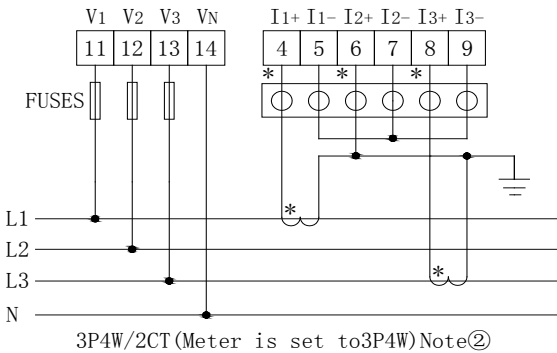 V1 V2 V3 VN I1+ I1- I2+ I2- I3+ I3-
11 12 13 14 4 5 6 7 8 9
* * *
FUSES
*
L1
L2
L3 *
N
3P4W/2CT(Meter is set to3P4W)Note②